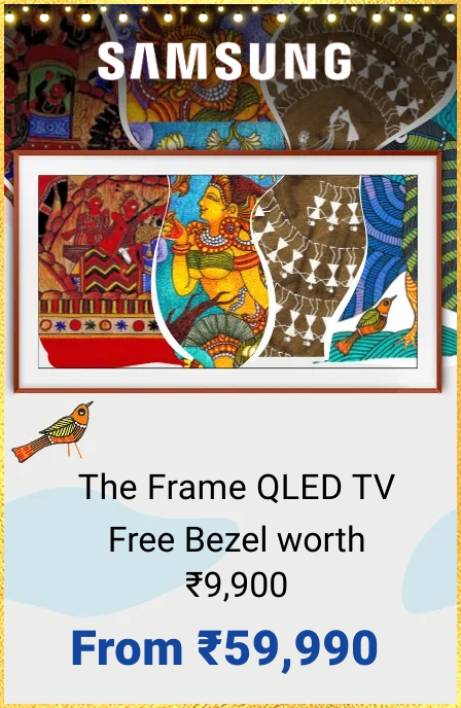 SAMSUNG
The Frame QLED TV
Free Bezel worth
₹9,900
From ₹59,990